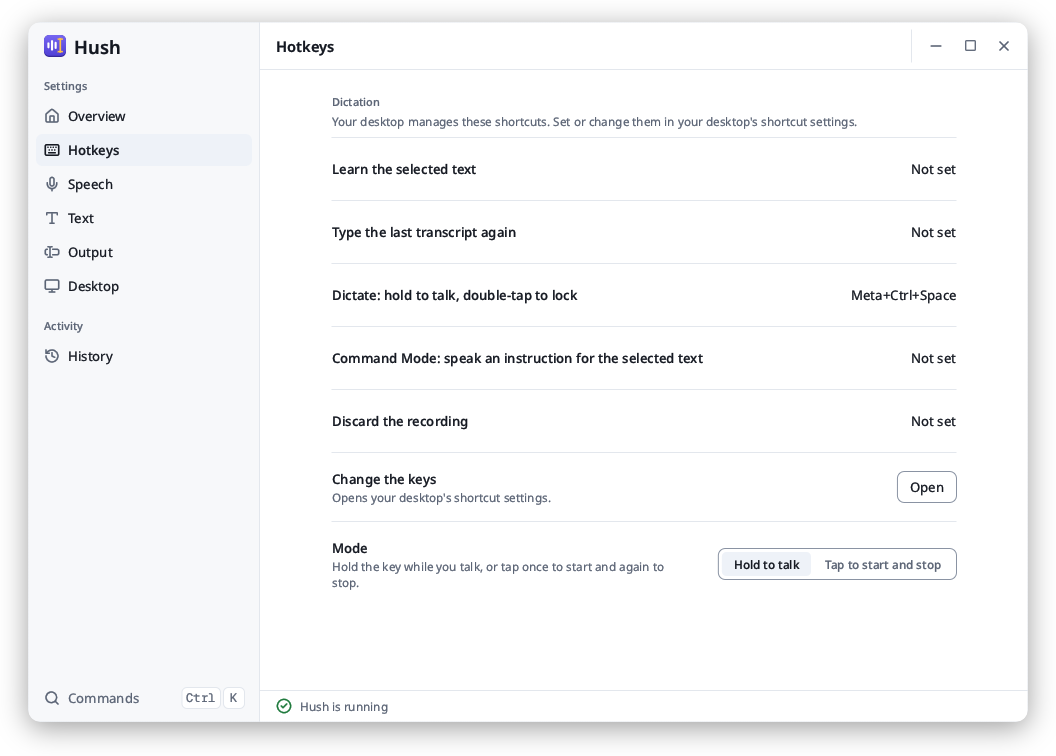 Hush
Settings
Overview
Hotkeys
Speech
Text
Output
Desktop
Activity
History
Commands
Ctrl K
Hotkeys
Dictation
Your desktop manages these shortcuts. Set or change them in your desktop's shortcut settings.
Learn the selected text
Not set
Type the last transcript again
Not set
Dictate: hold to talk, double-tap to lock
Meta+Ctrl+Space
Command Mode: speak an instruction for the selected text
Not set
Discard the recording
Not set
Change the keys
Opens your desktop's shortcut settings.
Open
Mode
Hold the key while you talk, or tap once to start and again to
stop.
Hold to talk
Tap to start and stop
Hush is running